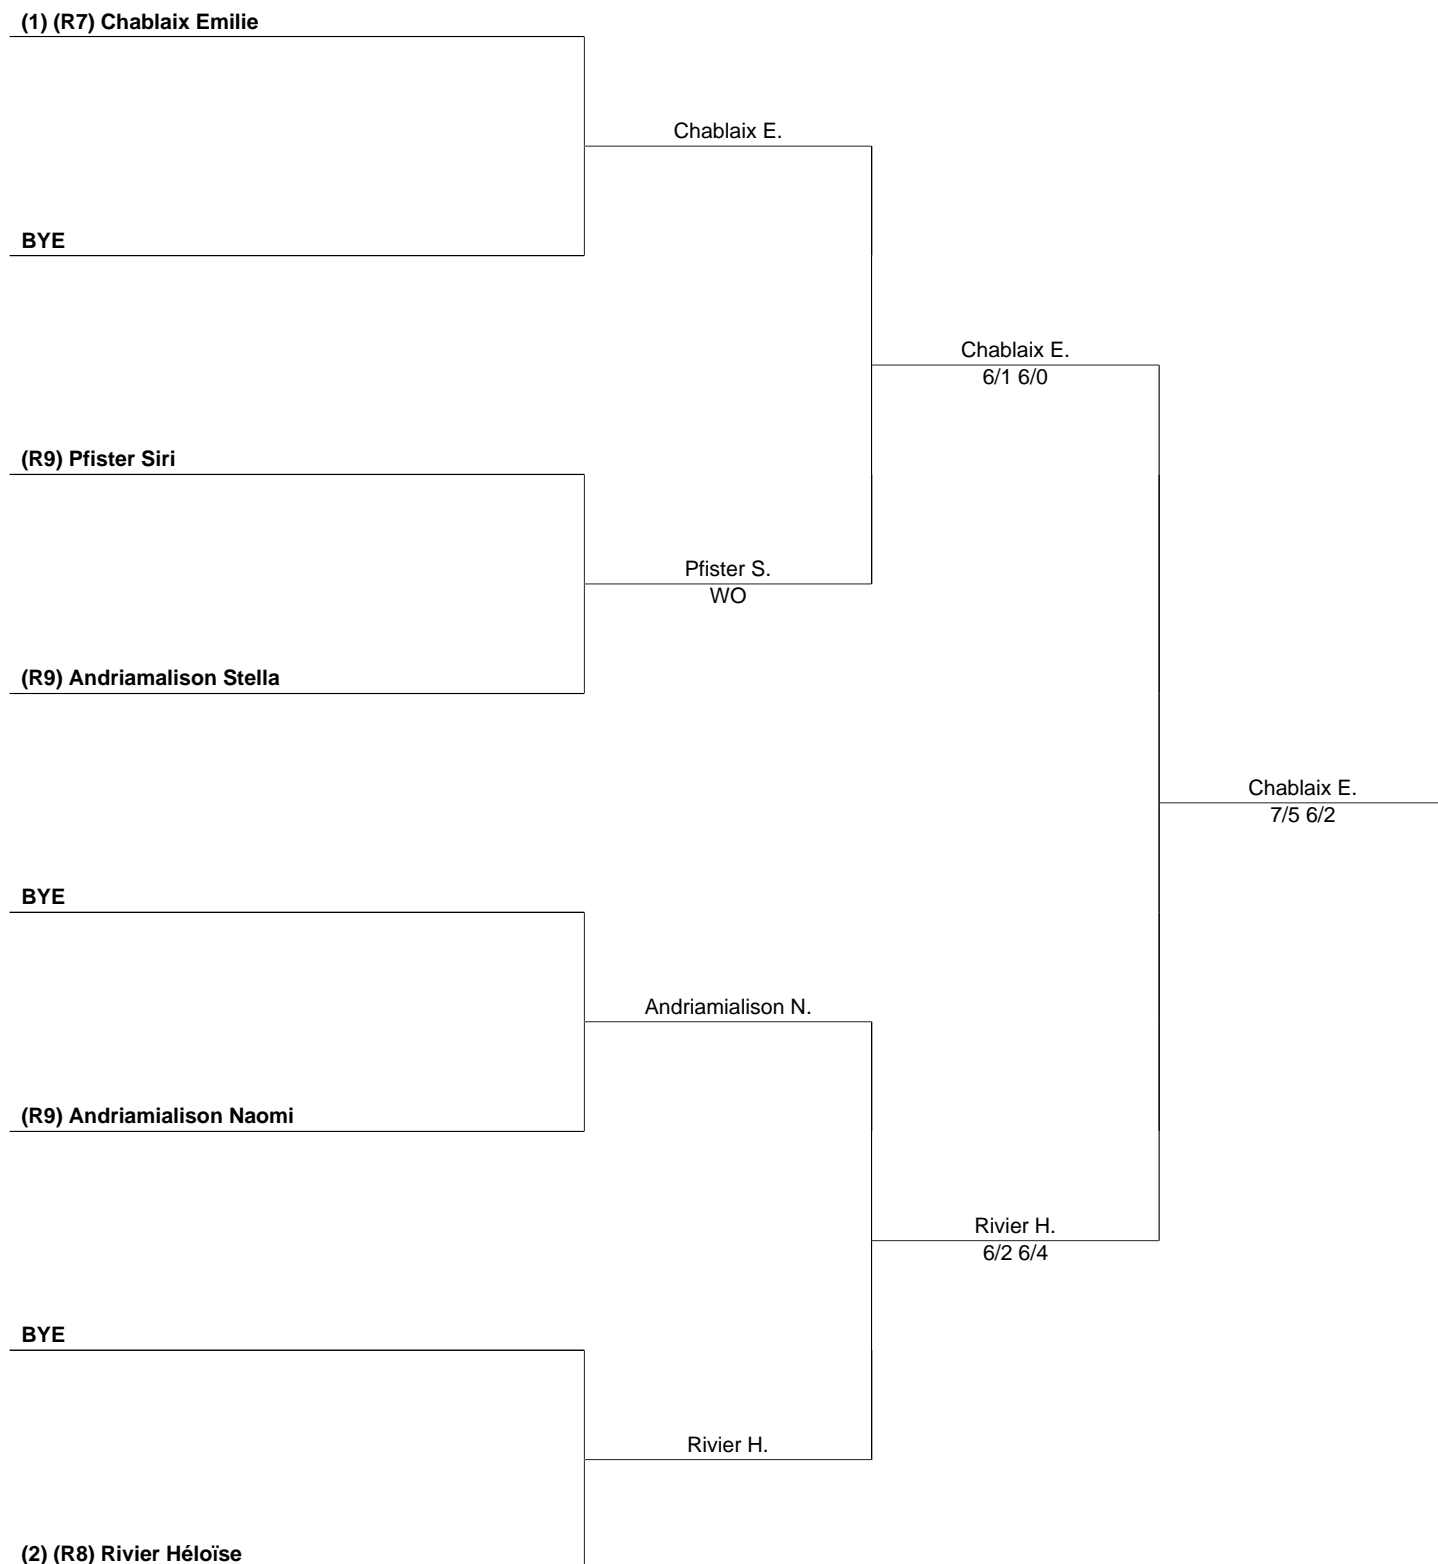 (1) (R7) Chablaix Emilie
Chablaix E.
BYE
Chablaix E.
6/1 6/0
(R9) Pfister Siri
Pfister S.
WO
(R9) Andriamalison Stella
Chablaix E.
7/5 6/2
BYE
Andriamialison N.
(R9) Andriamialison Naomi
Rivier H.
6/2 6/4
BYE
Rivier H.
(2) (R8) Rivier Héloïse